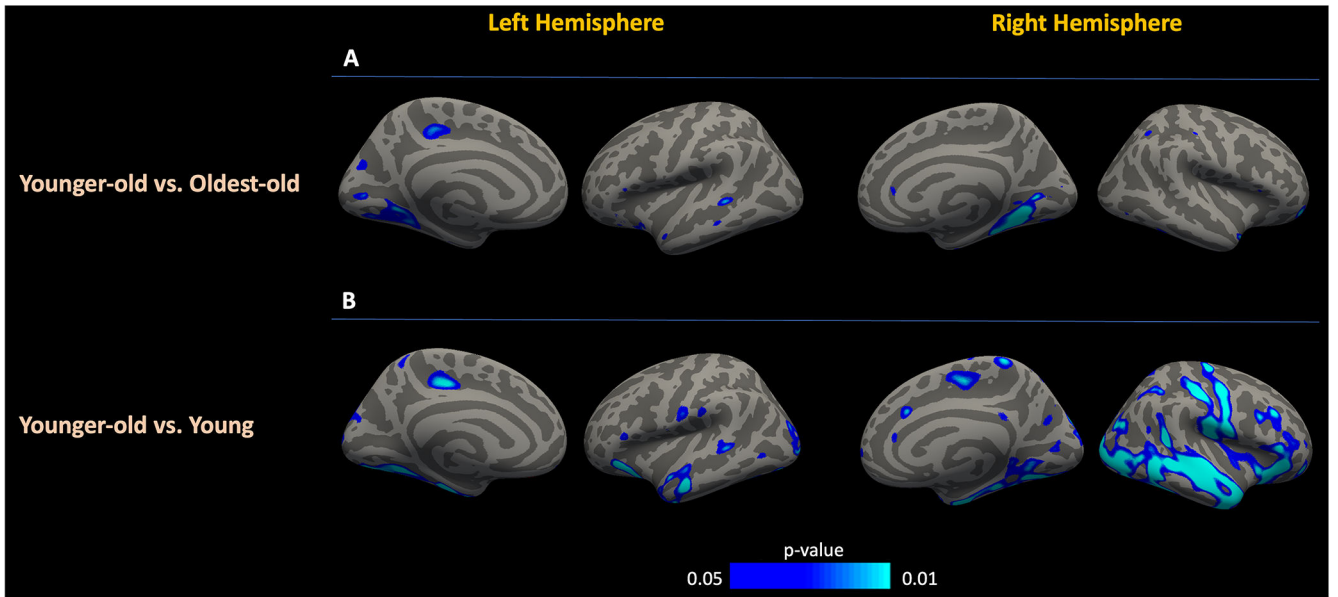 Left Hemisphere
Right Hemisphere
A
Younger-old vs. Oldest-old
B
Younger-old vs. Young
p-value
0.05
0.01